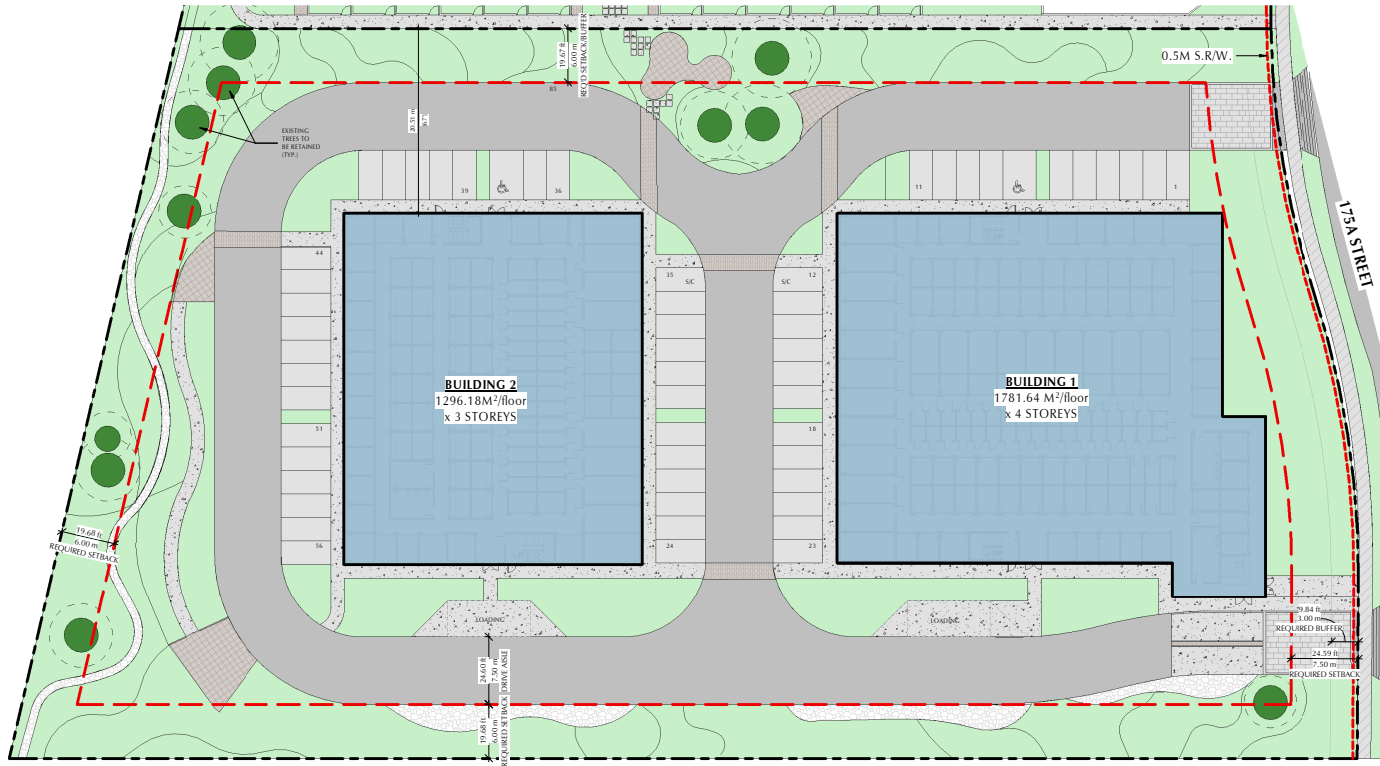 0.5M S.R/W.
19.67 ft
6.00 m
REQ'D SETBACK/BUFFER
85
20.51 m
67'
EXISTING
TREES TO
BE RETAINED
(TYP.)
39
36
11
1
175A STREET
44
35
S/C
S/C
12
BUILDING 2
1296.18M²/floor
x 3 STOREYS
BUILDING 1
1781.64 M²/floor
x 4 STOREYS
51
18
19.68 ft
6.00 m
REQUIRED SETBACK
56
24
23
LOADING
LOADING
9.84 ft
3.00 m
REQUIRED BUFFER
24.59 ft
7.50 m
REQUIRED SETBACK
24.60 ft
7.50 m
DRIVE AISLE
19.68 ft
6.00 m
REQUIRED SETBACK